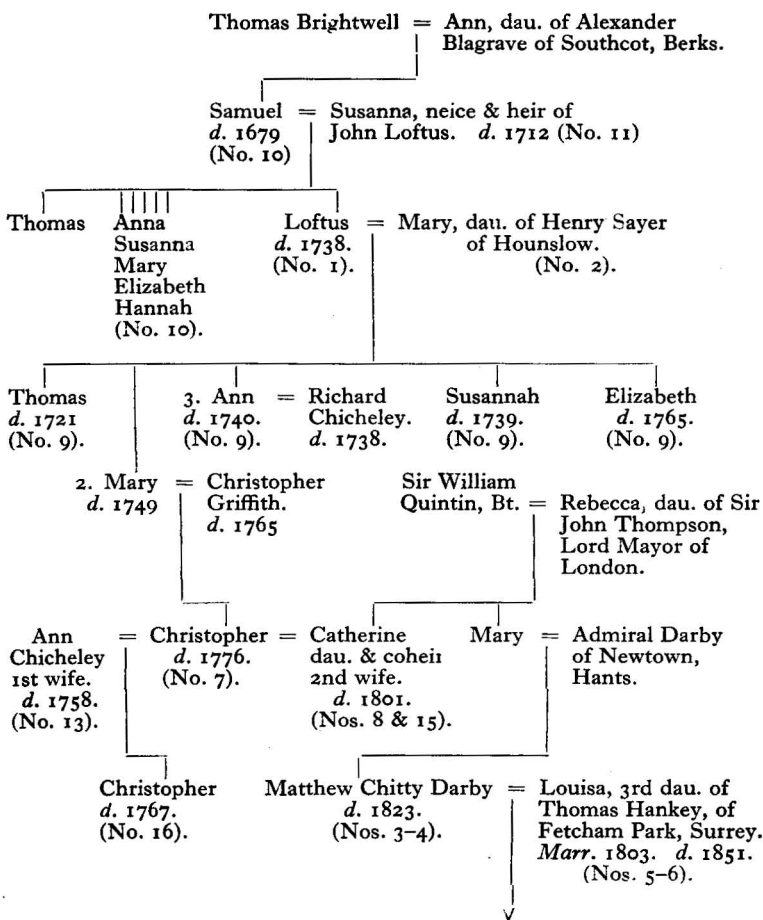 Thomas Brightwell = Ann, dau. of Alexander
Blagrave of Southcot, Berks.
Samuel = Susanna, neice & heir of
d. 1679 John Loftus. d. 1712 (No. 11)
(No. 10)
Thomas Anna Loftus = Mary, dau. of Henry Sayer
Susanna d. 1738. of Hounslow.
Mary (No. 1). (No. 2).
Elizabeth
Hannah
(No. 10).
Thomas 3. Ann = Richard Susannah Elizabeth
d. 1721 d. 1740. Chicheley. d. 1739. d. 1765.
(No. 9). (No. 9). d. 1738. (No. 9). (No. 9).
2. Mary = Christopher Sir William
d. 1749 Griffith. Quintin, Bt. = Rebecca, dau. of Sir
d. 1765 John Thompson,
Lord Mayor of
London.
Ann = Christopher = Catherine Mary = Admiral Darby
Chicheley d. 1776. dau. & coheir of Newtown,
1st wife. (No. 7). 2nd wife. Hants.
d. 1758. d. 1801.
(No. 13). (Nos. 8 & 15).
Christopher Matthew Chitty Darby = Louisa, 3rd dau. of
d. 1767. d. 1823. Thomas Hankey, of
(No. 16). (Nos. 3-4). Fetcham Park, Surrey.
Marr. 1803. d. 1851.
(Nos. 5-6).